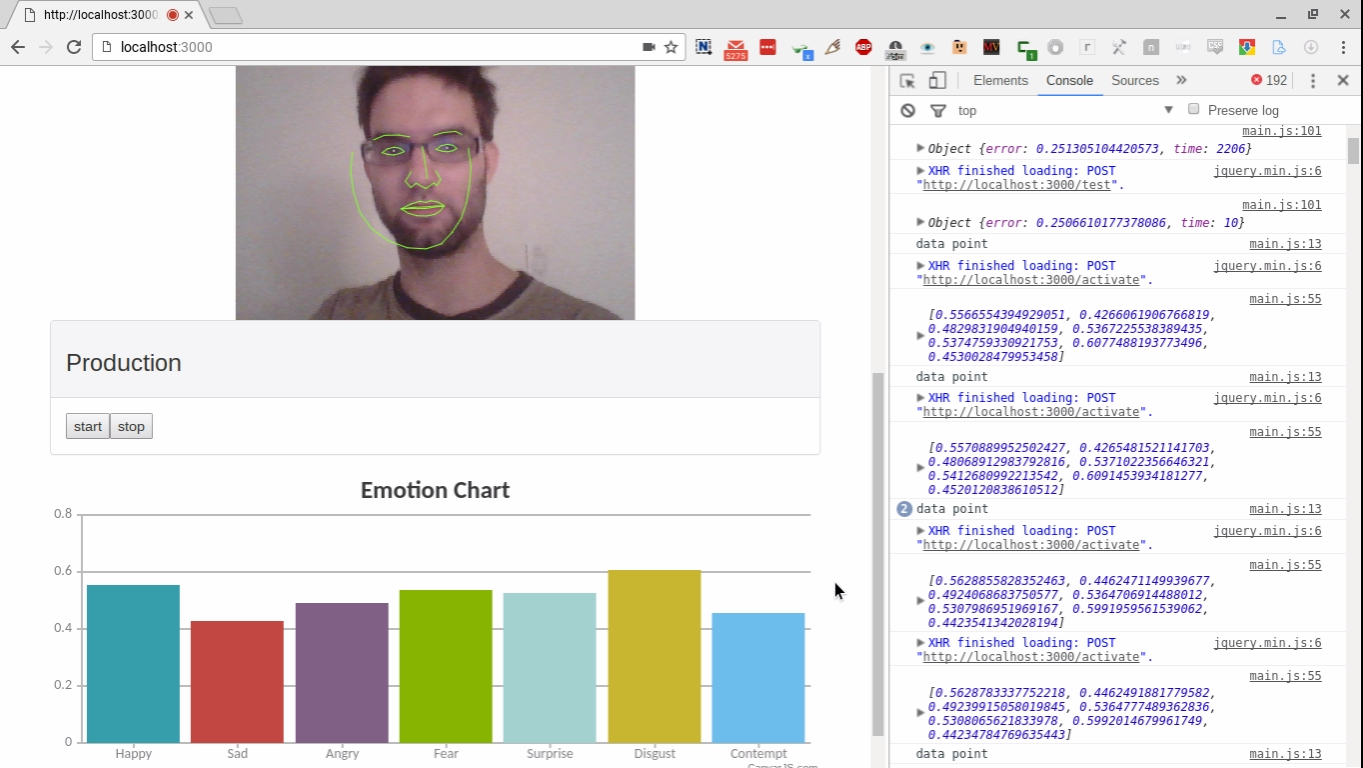 http://localhost:3000
localhost:3000
5275
ABP
MV
1
x
r
n
CSS
Elements Console Sources 192
top Preserve log
main.js:101
Object {error: 0.251305104420573, time: 2206}
XHR finished loading: POST jquery.min.js:6
"http://localhost:3000/test".
main.js:101
Object {error: 0.2506610177378086, time: 10}
data point main.js:13
XHR finished loading: POST jquery.min.js:6
"http://localhost:3000/activate".
main.js:55
[0.5566554394929051, 0.4266061906766819,
0.4829831904940159, 0.5367225538389435,
0.5374759330921753, 0.6077488193773496,
0.4530028479953458]
data point main.js:13
XHR finished loading: POST jquery.min.js:6
"http://localhost:3000/activate".
main.js:55
[0.5570889952502427, 0.4265481521141703,
0.48068912983792816, 0.5371022356646321,
0.5412680992213542, 0.6091453934181277,
0.4520120838610512]
2 data point main.js:13
XHR finished loading: POST jquery.min.js:6
"http://localhost:3000/activate".
main.js:55
[0.5628855828352463, 0.4462471149939677,
0.4924068683750577, 0.5364706914488012,
0.5307986951969167, 0.5991959561539062,
0.4423541342028194]
XHR finished loading: POST jquery.min.js:6
"http://localhost:3000/activate".
main.js:55
[0.5628783337752218, 0.4462491881779582,
0.49239915058019845, 0.5364777489362836,
0.5308065621833978, 0.5992014679961749,
0.44234784769635443]
data point main.js:13
Production
start stop
Emotion Chart
0.8
0.6
0.4
0.2
0
Happy Sad Angry Fear Surprise Disgust Contempt
CanvasJS.com